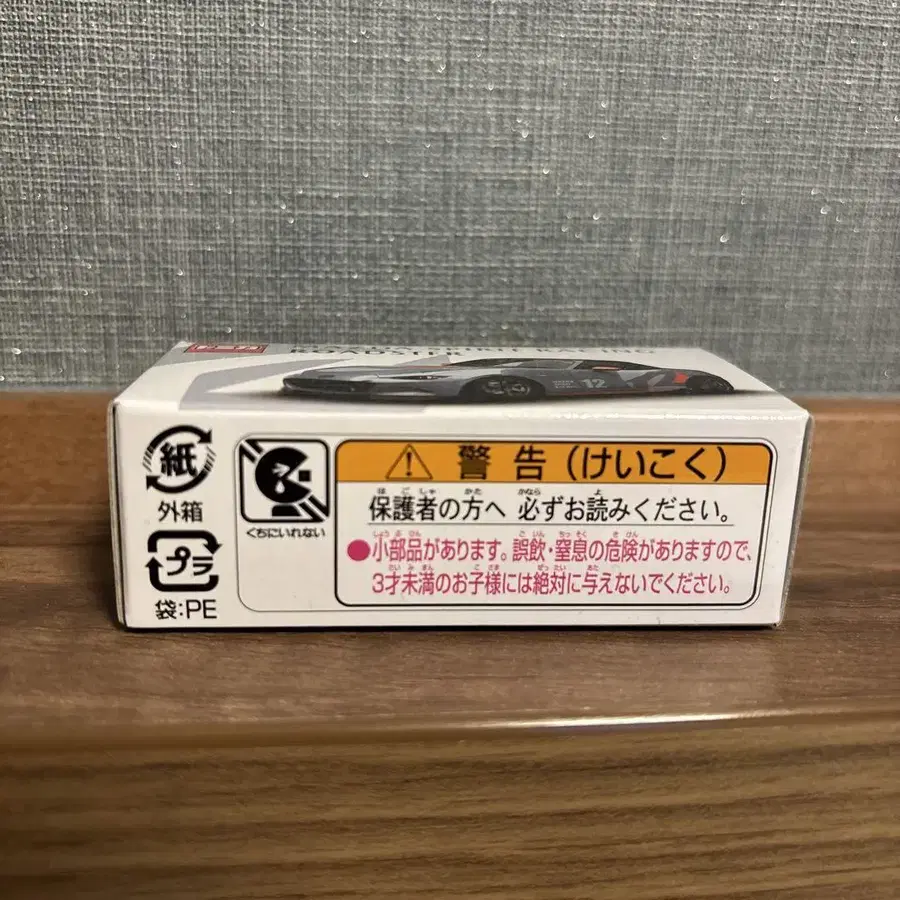 ROADSTER
12
紙
外箱
プラ
袋:PE
くちにいれない
警告(けいこく)
保護者の方へ 必ずお読みください。
●小部品があります。誤飲・窒息の危険がありますので、
3才未満のお子様には絶対に与えないでください。